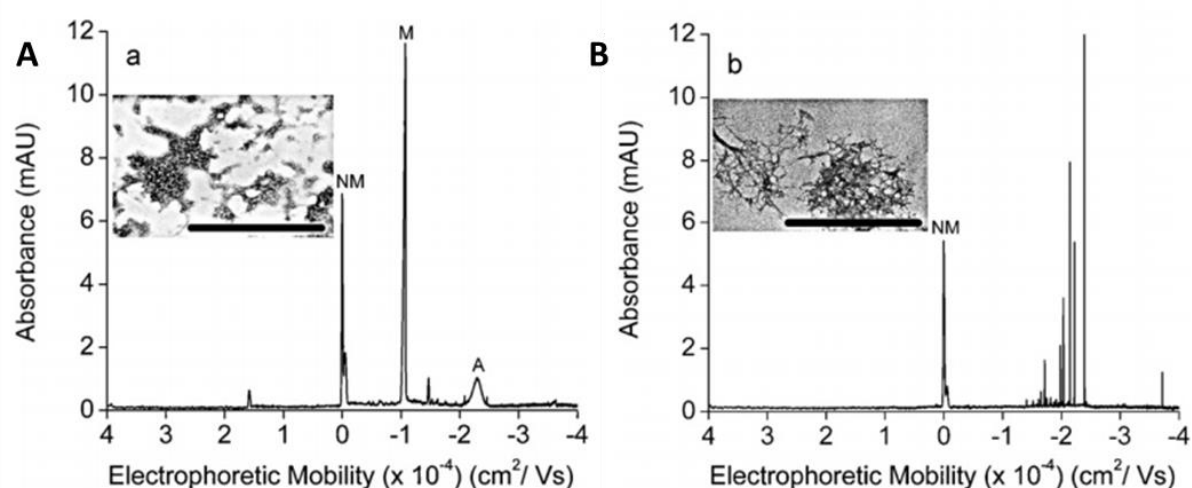 A
a
M
NM
A
12
10
8
6
4
2
0
4 3 2 1 0 -1 -2 -3 -4
Absorbance (mAU)
Electrophoretic Mobility (x 10⁻⁴) (cm²/ Vs)
B
b
NM
12
10
8
6
4
2
0
4 3 2 1 0 -1 -2 -3 -4
Absorbance (mAU)
Electrophoretic Mobility (x 10⁻⁴) (cm²/ Vs)